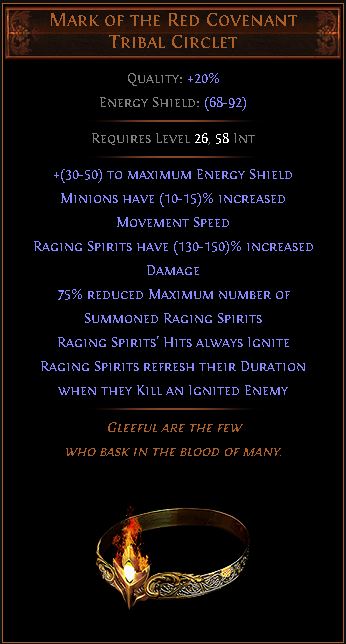 Mark of the Red Covenant
Tribal Circlet
Quality: +20%
Energy Shield: (68-92)
Requires Level 26, 58 Int
+(30-50) to maximum Energy Shield
Minions have (10-15)% increased
Movement Speed
Raging Spirits have (130-150)% increased
Damage
75% reduced Maximum number of
Summoned Raging Spirits
Raging Spirits' Hits always Ignite
Raging Spirits refresh their Duration
when they Kill an Ignited Enemy
Gleeful are the few
who bask in the blood of many.